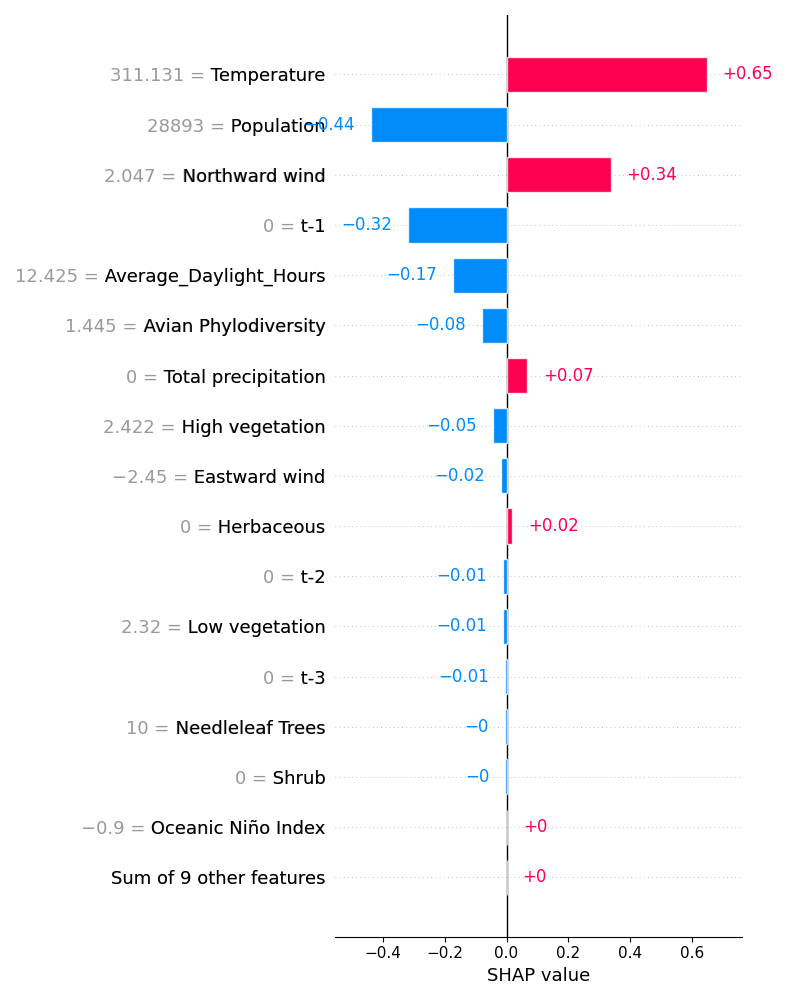 311.131 = Temperature +0.65
28893 = Population −0.44
2.047 = Northward wind +0.34
0 = t-1 −0.32
12.425 = Average_Daylight_Hours −0.17
1.445 = Avian Phylodiversity −0.08
0 = Total precipitation +0.07
2.422 = High vegetation −0.05
−2.45 = Eastward wind −0.02
0 = Herbaceous +0.02
0 = t-2 −0.01
2.32 = Low vegetation −0.01
0 = t-3 −0.01
10 = Needleleaf Trees −0
0 = Shrub −0
−0.9 = Oceanic Niño Index +0
Sum of 9 other features +0
−0.4 −0.2 0.0 0.2 0.4 0.6
SHAP value